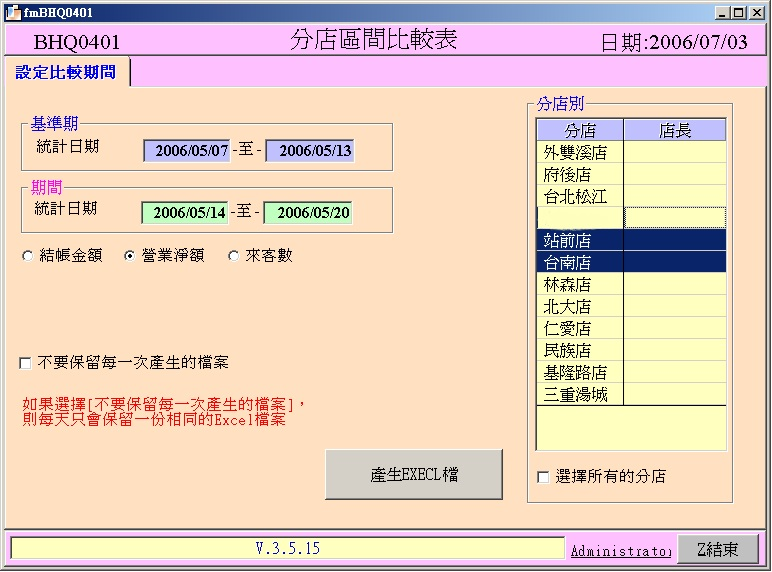 fmBHQ0401
BHQ0401 分店區間比較表 日期:2006/07/03
設定比較期間
基準期
統計日期 2006/05/07 -至- 2006/05/13
期間
統計日期 2006/05/14 -至- 2006/05/20
結帳金額 營業淨額 來客數
不要保留每一次產生的檔案
如果選擇[不要保留每一次產生的檔案]，
則每天只會保留一份相同的Excel檔案
產生EXECL檔
分店別
分店 店長
外雙溪店
府後店
台北松江
站前店
台南店
林森店
北大店
仁愛店
民族店
基隆路店
三重湯城
選擇所有的分店
V.3.5.15 Administrator Z結束